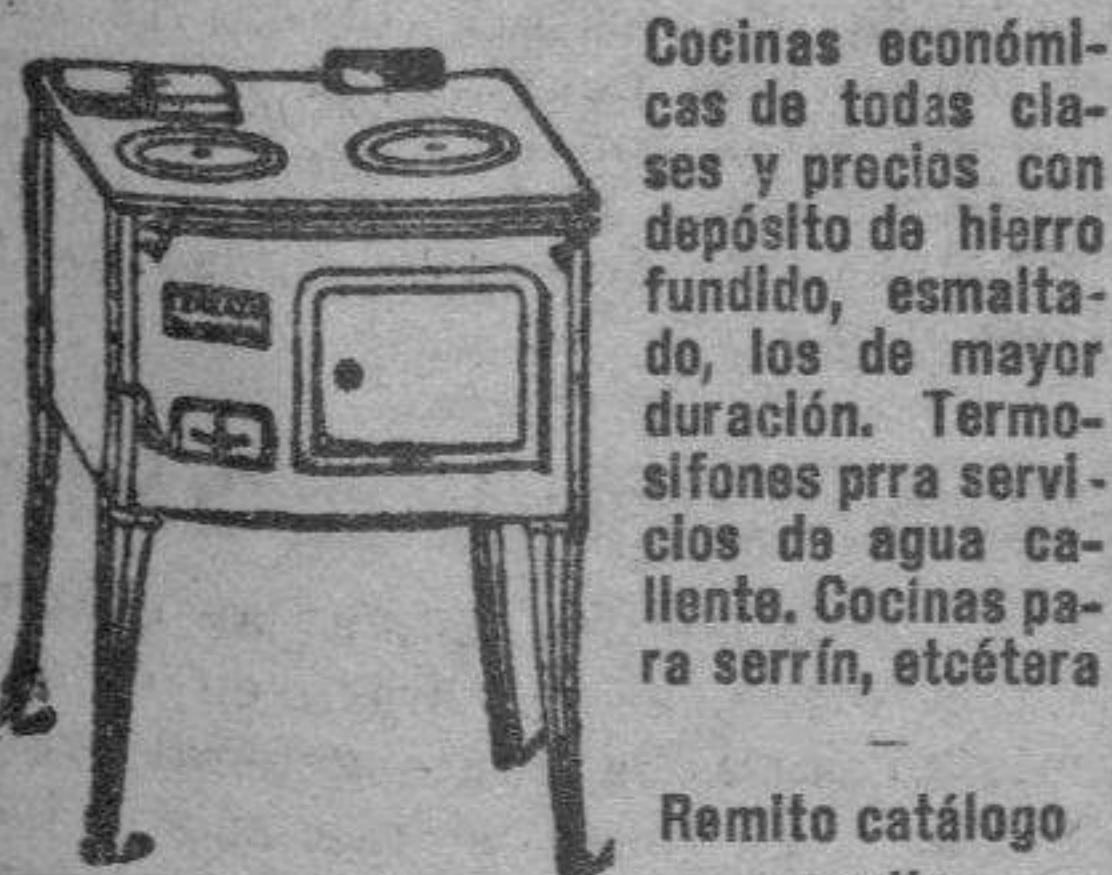 Cocinas económi-
cas de todas cla-
ses y precios con
depósito de hierro
fundido, esmalta-
do, los de mayor
duración. Termo-
sifones prra servi-
cios de agua ca-
liente. Cocinas pa-
ra serrín, etcétera
Remito catálogo